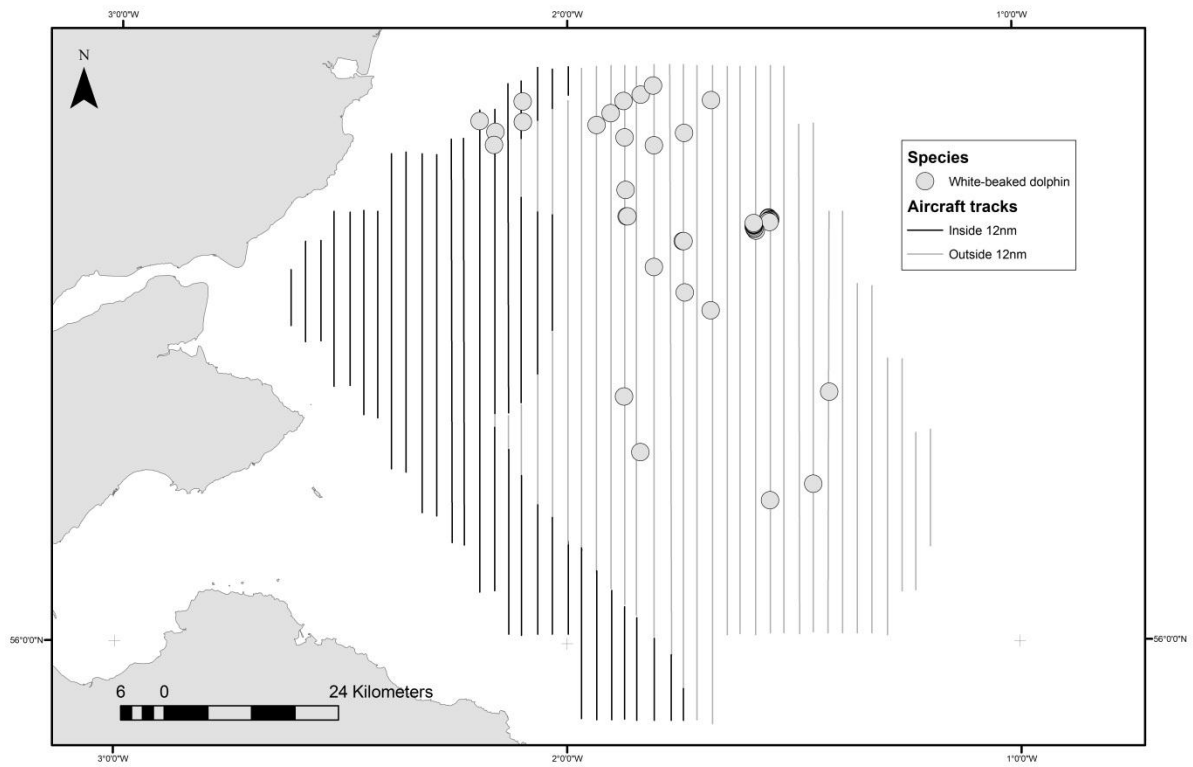 3°0'0"W 2°0'0"W 1°0'0"W
N
Species
White-beaked dolphin
Aircraft tracks
Inside 12nm
Outside 12nm
56°0'0"N 56°0'0"N
6 0 24 Kilometers
3°0'0"W 2°0'0"W 1°0'0"W